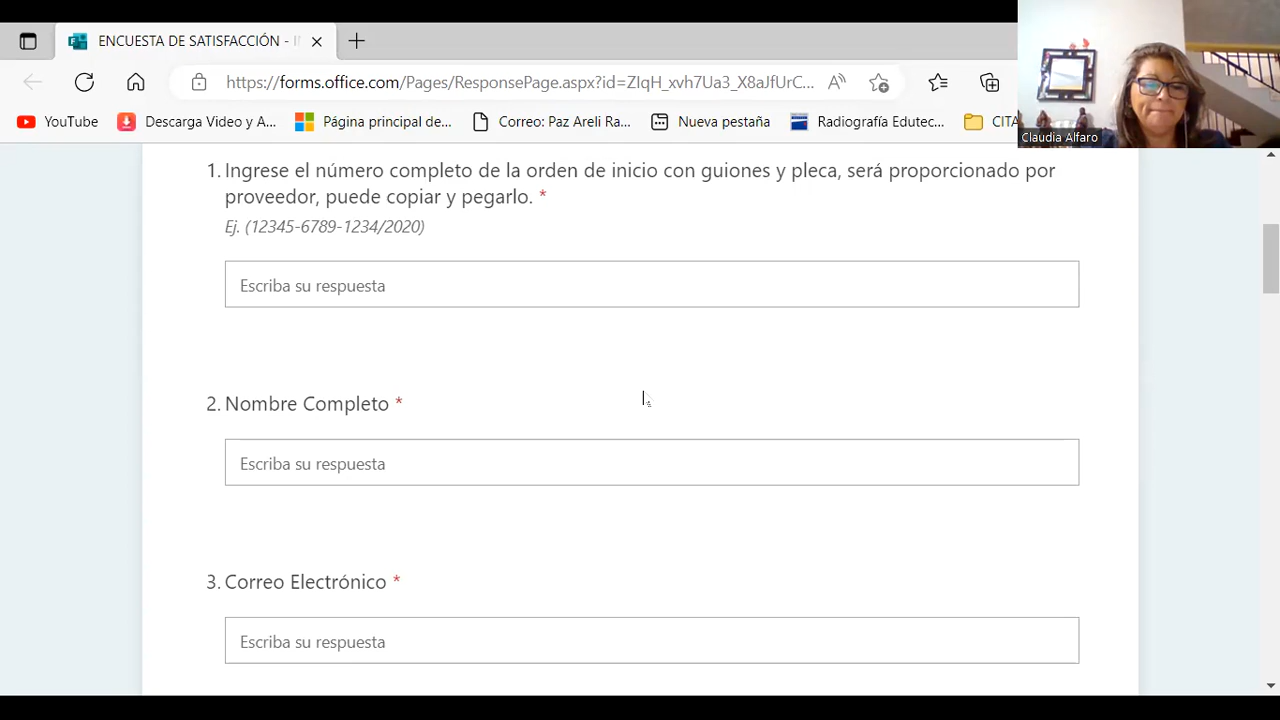 ENCUESTA DE SATISFACCIÓN - I
https://forms.office.com/Pages/ResponsePage.aspx?id=ZIqH_xvh7Ua3_X8aJfUrC...
YouTube Descarga Video y A... Página principal de... Correo: Paz Areli Ra... Nueva pestaña Radiografía Edutec... CITA
Claudia Alfaro
1. Ingrese el número completo de la orden de inicio con guiones y pleca, será proporcionado por
proveedor, puede copiar y pegarlo. *
Ej. (12345-6789-1234/2020)
Escriba su respuesta
2. Nombre Completo *
Escriba su respuesta
3. Correo Electrónico *
Escriba su respuesta